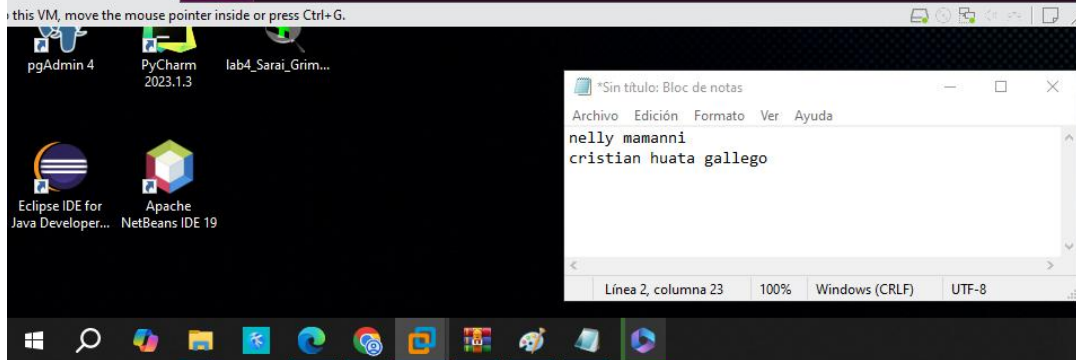 this VM, move the mouse pointer inside or press Ctrl+G.
pgAdmin 4
PyCharm
2023.1.3
lab4_Sarai_Grim...
Eclipse IDE for
Java Developer...
Apache
NetBeans IDE 19
*Sin título: Bloc de notas
Archivo Edición Formato Ver Ayuda
nelly mamanni
cristian huata gallego
Línea 2, columna 23 100% Windows (CRLF) UTF-8